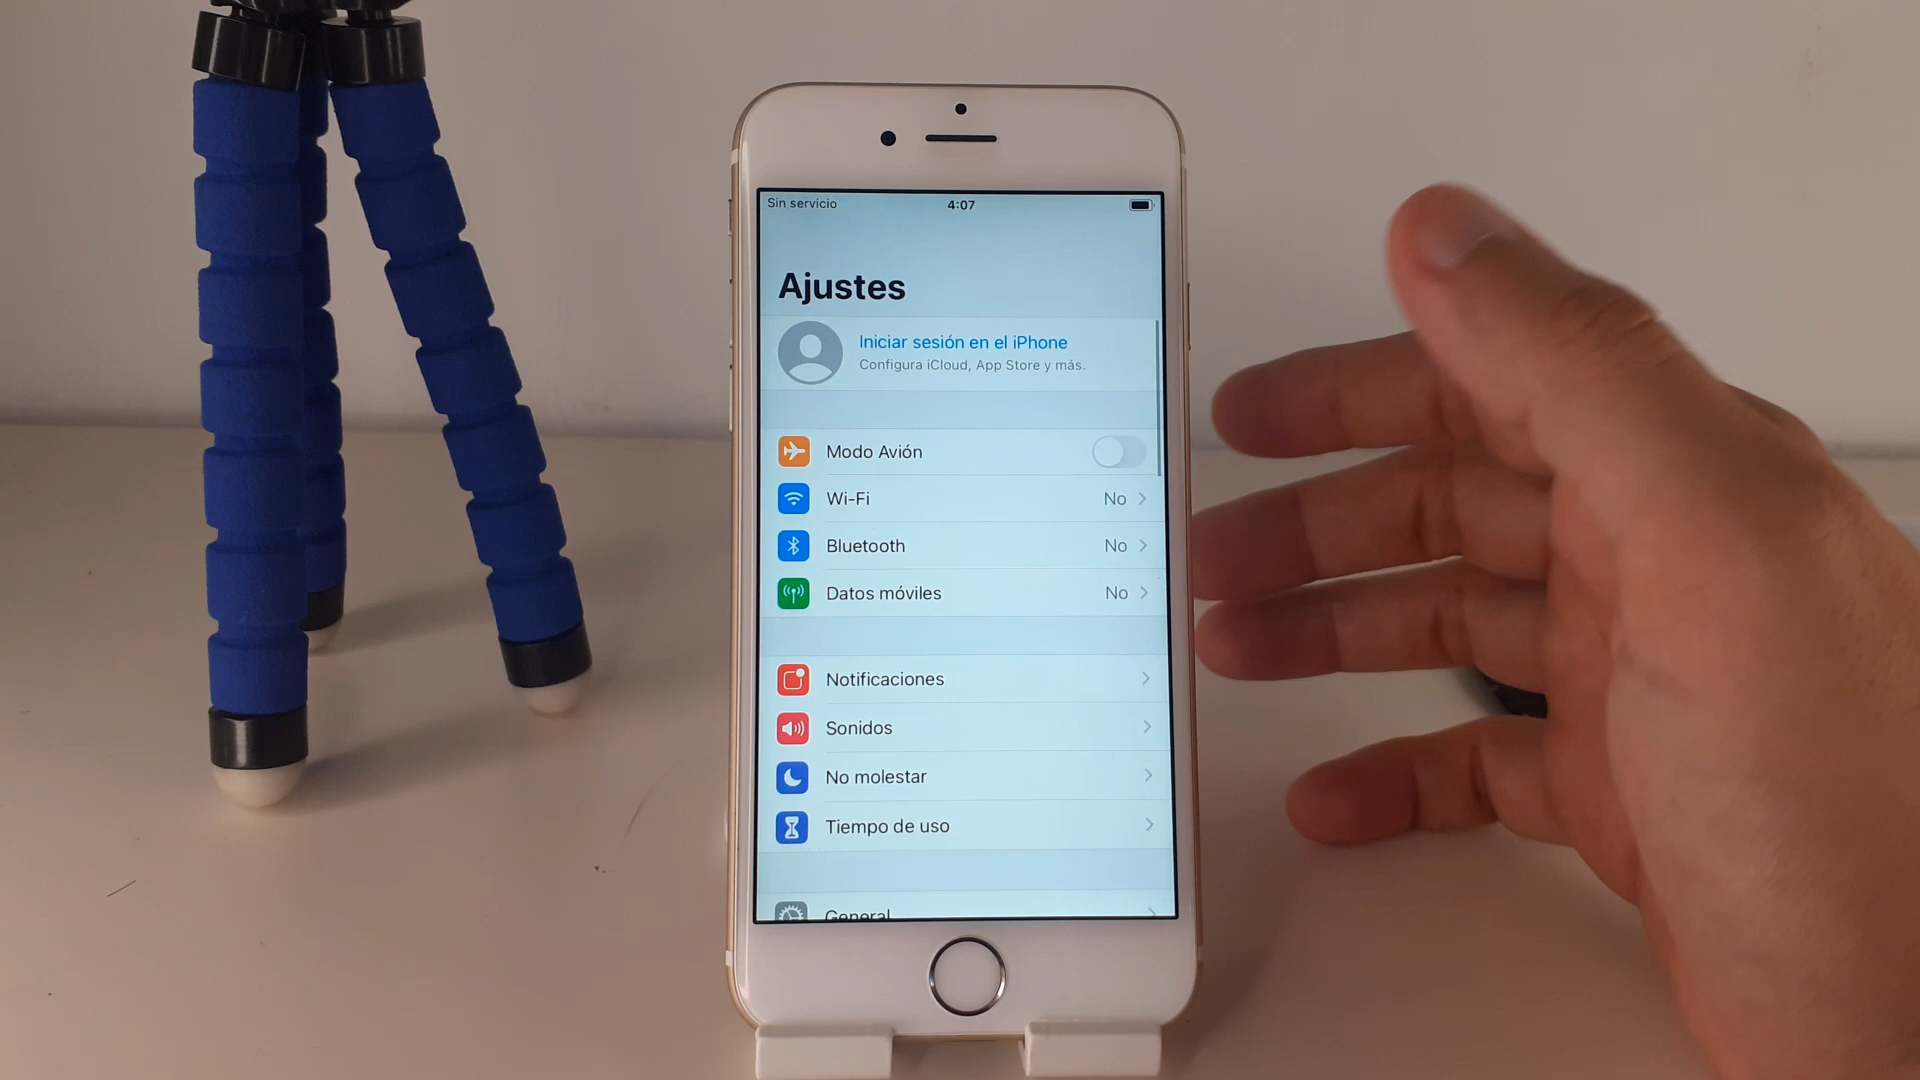 Sin servicio 4:07
Ajustes
Iniciar sesión en el iPhone
Configura iCloud, App Store y más.
Modo Avión
Wi-Fi No
Bluetooth No
Datos móviles No
Notificaciones
Sonidos
No molestar
Tiempo de uso
General